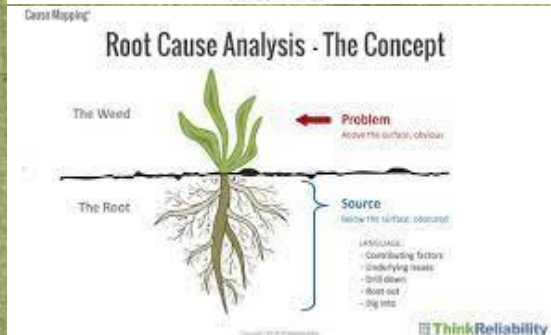 Cause Mapping®
Root Cause Analysis - The Concept
The Weed
Problem
Above the surface, obvious
The Root
Source
Below the surface, obscured
LANGUAGE:
- Contributing factors
- Underlying issues
- Drill down
- Root out
- Dig into
ThinkReliability